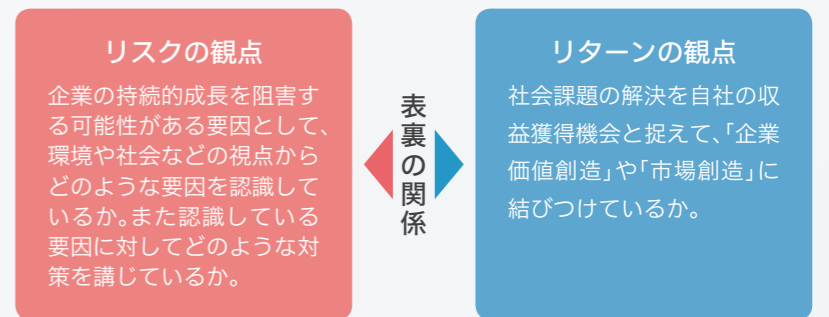 リスクの観点
企業の持続的成長を阻害す
る可能性がある要因として、
環境や社会などの視点から
どのような要因を認識して
いるか。また認識している
要因に対してどのような対
策を講じているか。
表裏の関係
リターンの観点
社会課題の解決を自社の収
益獲得機会と捉えて、「企業
価値創造」や「市場創造」に
結びつけているか。